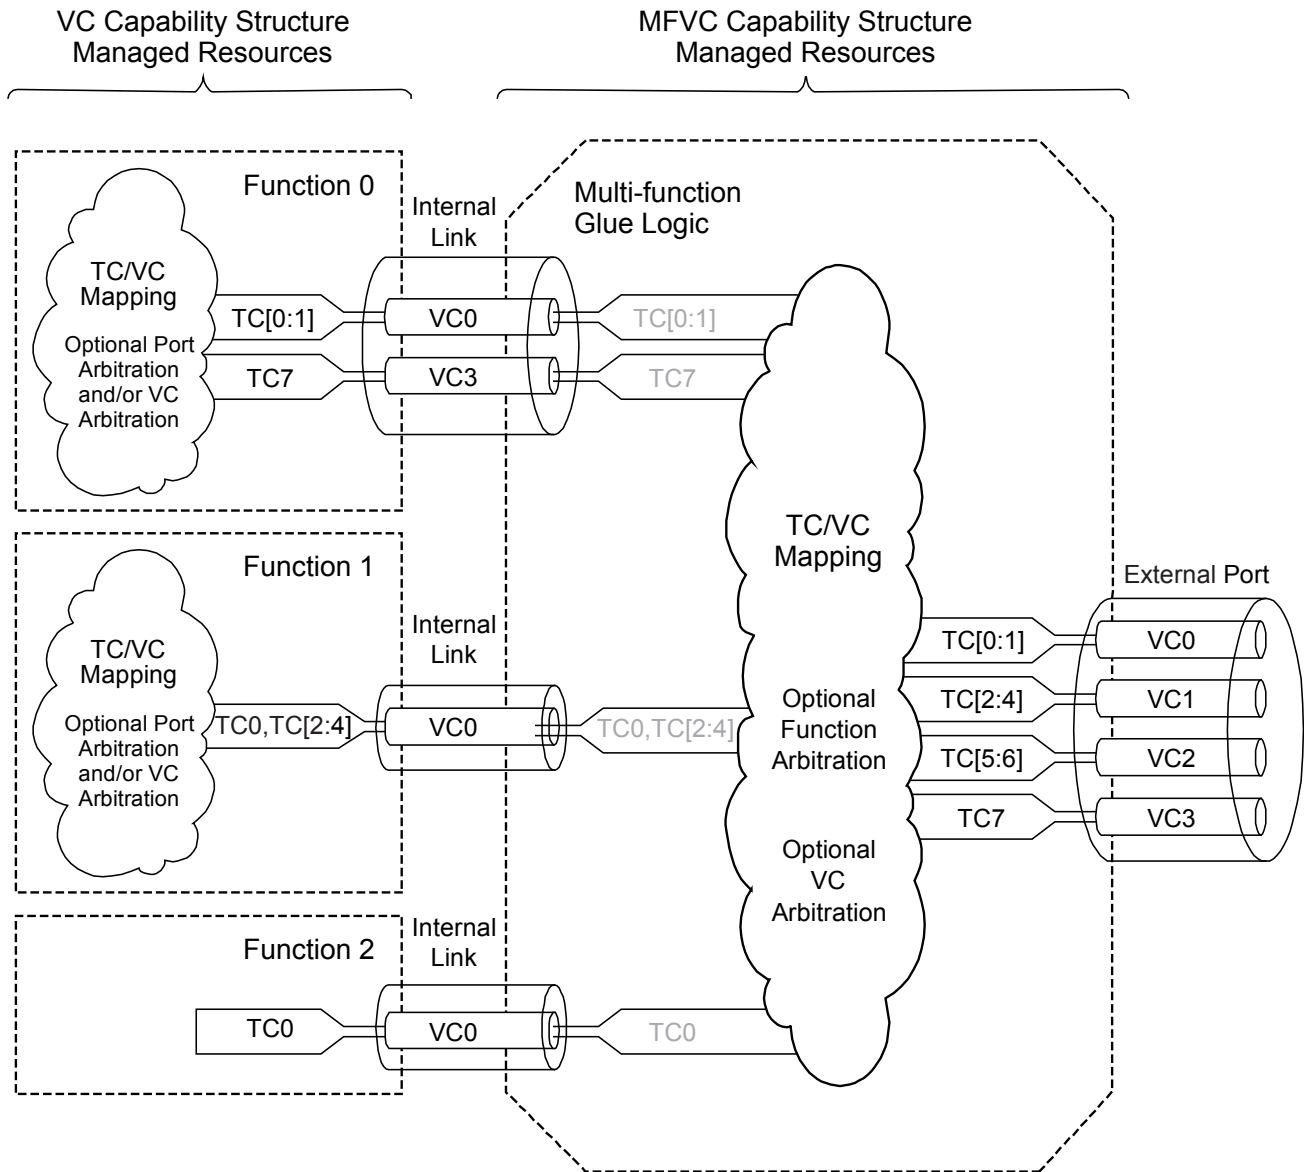 VC Capability Structure
Managed Resources
MFVC Capability Structure
Managed Resources
Function 0
TC/VC
Mapping
Optional Port
Arbitration
and/or VC
Arbitration
TC[0:1]
TC7
Internal
Link
VC0
VC3
Multi-function
Glue Logic
TC[0:1]
TC7
Function 1
TC/VC
Mapping
Optional Port
Arbitration
and/or VC
Arbitration
TC0,TC[2:4]
Internal
Link
VC0
TC0,TC[2:4]
Function 2
TC0
Internal
Link
VC0
TC0
TC/VC
Mapping
Optional
Function
Arbitration
Optional
VC
Arbitration
External Port
TC[0:1]
VC0
TC[2:4]
VC1
TC[5:6]
VC2
TC7
VC3